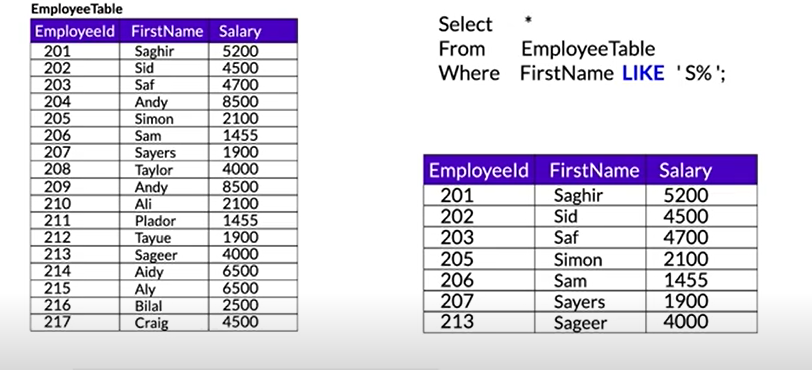 EmployeeTable
EmployeeId FirstName Salary
201 Saghir 5200
202 Sid 4500
203 Saf 4700
204 Andy 8500
205 Simon 2100
206 Sam 1455
207 Sayers 1900
208 Taylor 4000
209 Andy 8500
210 Ali 2100
211 Plador 1455
212 Tayue 1900
213 Sageer 4000
214 Aidy 6500
215 Aly 6500
216 Bilal 2500
217 Craig 4500
Select *
From EmployeeTable
Where FirstName LIKE 'S%';
EmployeeId FirstName Salary
201 Saghir 5200
202 Sid 4500
203 Saf 4700
205 Simon 2100
206 Sam 1455
207 Sayers 1900
213 Sageer 4000